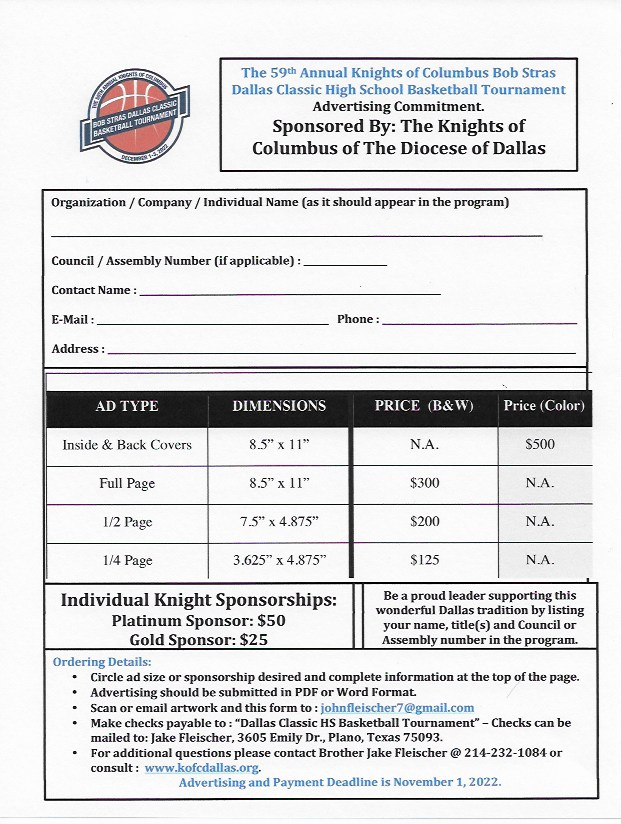 ANNUAL KNIGHTS OF COLUMBUS
BOB STRAS DALLAS CLASSIC
BASKETBALL TOURNAMENT
DECEMBER 1-3, 2022
The 59th Annual Knights of Columbus Bob Stras
Dallas Classic High School Basketball Tournament
Advertising Commitment.
Sponsored By: The Knights of
Columbus of The Diocese of Dallas
Organization / Company / Individual Name (as it should appear in the program)
Council / Assembly Number (if applicable) :
Contact Name :
E-Mail : Phone :
Address :
AD TYPE DIMENSIONS PRICE (B&W) Price (Color)
Inside & Back Covers 8.5” x 11” N.A. $500
Full Page 8.5” x 11” $300 N.A.
1/2 Page 7.5” x 4.875” $200 N.A.
1/4 Page 3.625” x 4.875” $125 N.A.
Individual Knight Sponsorships:
Platinum Sponsor: $50
Gold Sponsor: $25
Be a proud leader supporting this
wonderful Dallas tradition by listing
your name, title(s) and Council or
Assembly number in the program.
Ordering Details:
• Circle ad size or sponsorship desired and complete information at the top of the page.
• Advertising should be submitted in PDF or Word Format.
• Scan or email artwork and this form to : johnfleischer7@gmail.com
• Make checks payable to : “Dallas Classic HS Basketball Tournament” – Checks can be
mailed to: Jake Fleischer, 3605 Emily Dr., Plano, Texas 75093.
• For additional questions please contact Brother Jake Fleischer @ 214-232-1084 or
consult : www.kofcdallas.org.
Advertising and Payment Deadline is November 1, 2022.